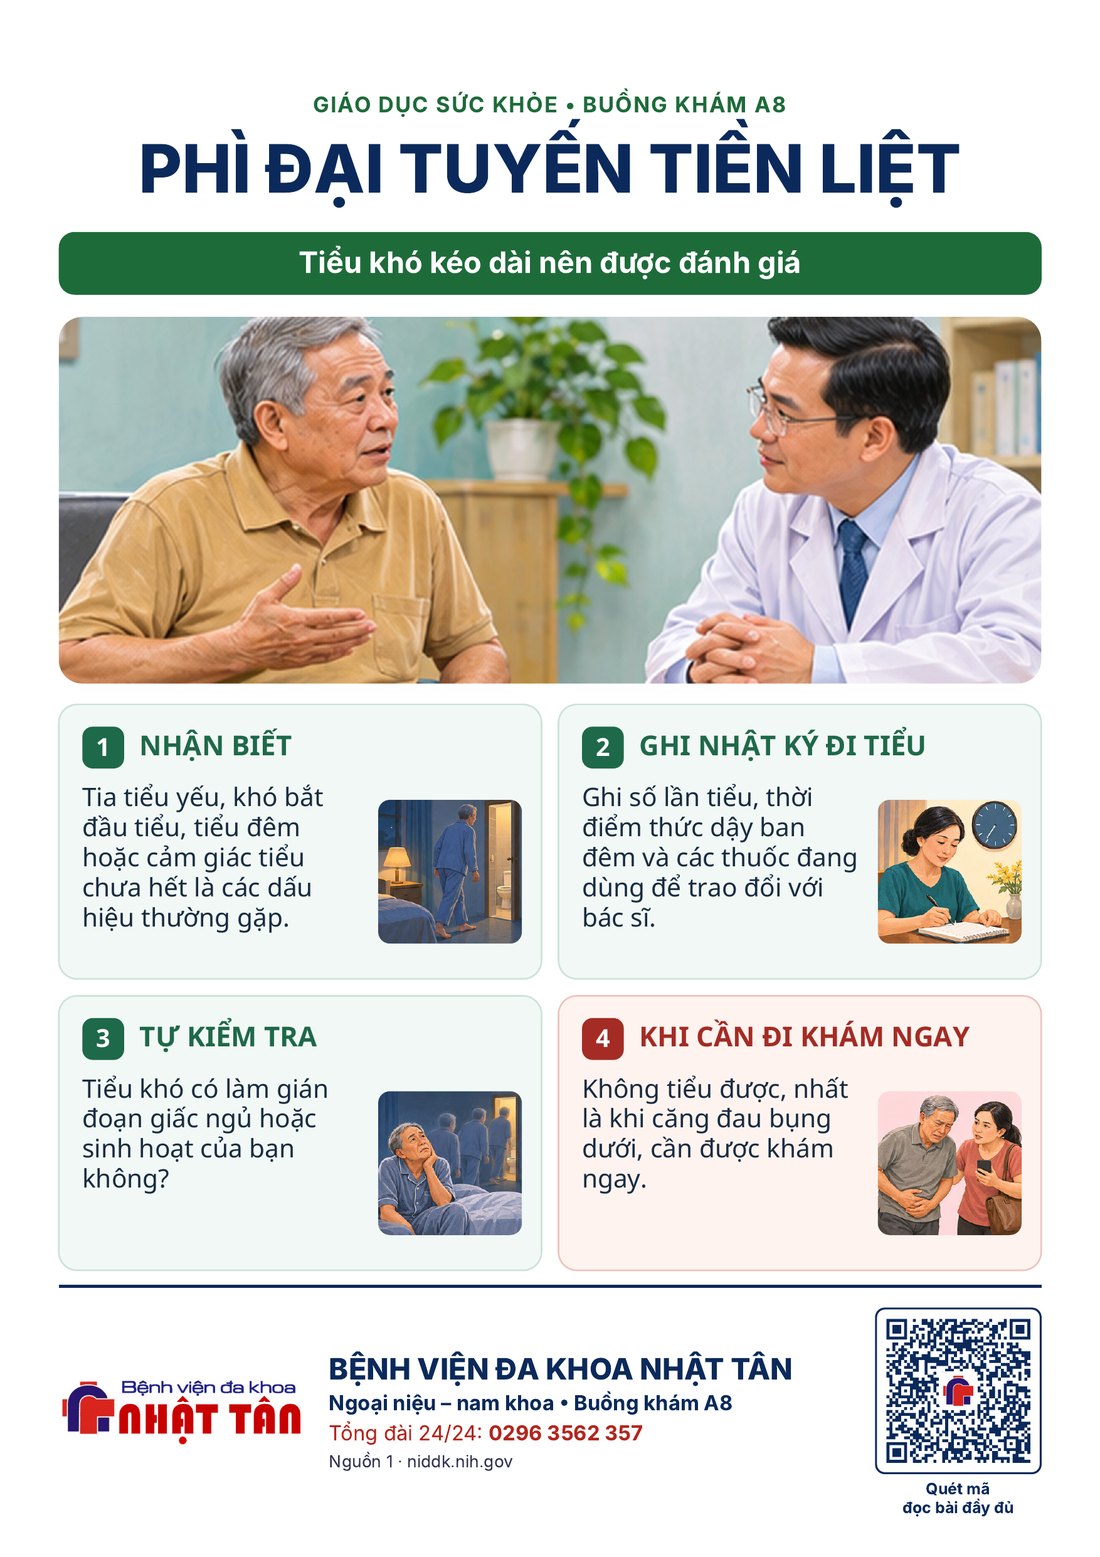 GIÁO DỤC SỨC KHỎE • BUỒNG KHÁM A8
PHÌ ĐẠI TUYẾN TIỀN LIỆT
Tiểu khó kéo dài nên được đánh giá
1 NHẬN BIẾT
Tia tiểu yếu, khó bắt
đầu tiểu, tiểu đêm
hoặc cảm giác tiểu
chưa hết là các dấu
hiệu thường gặp.
2 GHI NHẬT KÝ ĐI TIỂU
Ghi số lần tiểu, thời
điểm thức dậy ban
đêm và các thuốc đang
dùng để trao đổi với
bác sĩ.
3 TỰ KIỂM TRA
Tiểu khó có làm gián
đoạn giấc ngủ hoặc
sinh hoạt của bạn
không?
4 KHI CẦN ĐI KHÁM NGAY
Không tiểu được, nhất
là khi căng đau bụng
dưới, cần được khám
ngay.
Bệnh viện đa khoa
NHẬT TÂN
BỆNH VIỆN ĐA KHOA NHẬT TÂN
Ngoại niệu – nam khoa • Buồng khám A8
Tổng đài 24/24: 0296 3562 357
Nguồn 1 · niddk.nih.gov
Quét mã
đọc bài đầy đủ